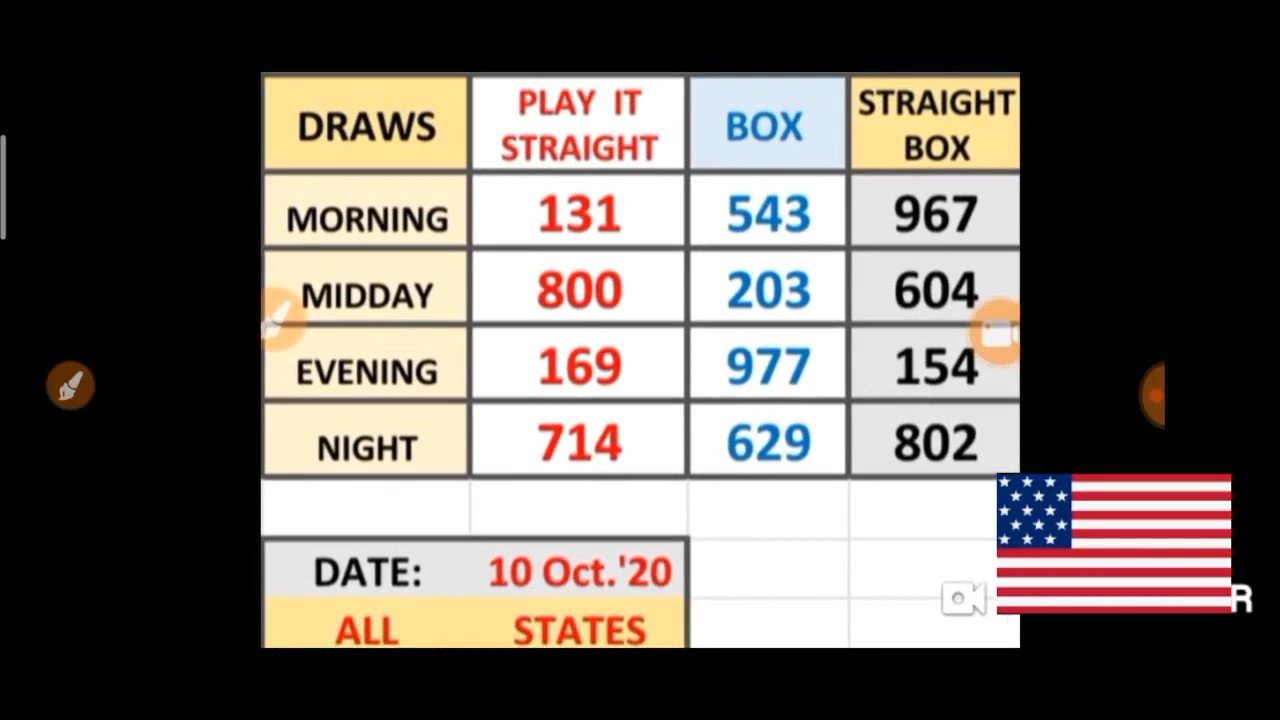 DRAWS PLAY IT STRAIGHT BOX STRAIGHT BOX
MORNING 131 543 967
MIDDAY 800 203 604
EVENING 169 977 154
NIGHT 714 629 802
DATE: 10 Oct.'20
ALL STATES
R